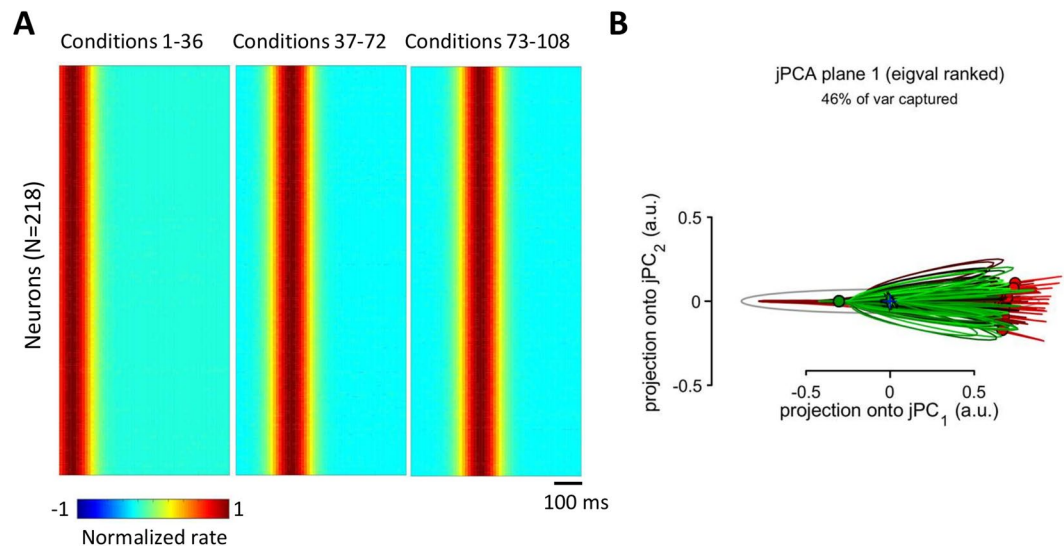 A
Conditions 1-36
Conditions 37-72
Conditions 73-108
Neurons (N=218)
100 ms
-1
1
Normalized rate
B
jPCA plane 1 (eigval ranked)
46% of var captured
projection onto jPC2 (a.u.)
0.5
0
-0.5
-0.5
0
0.5
projection onto jPC1 (a.u.)